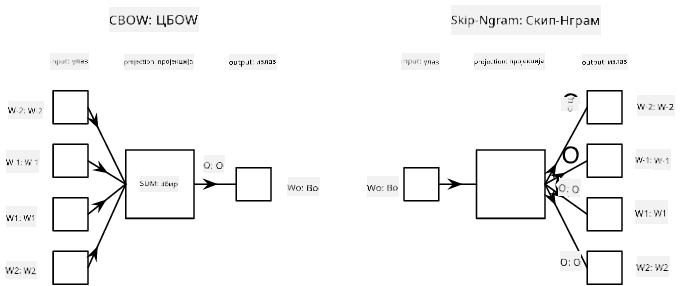 CBOW: ЦБОW
Skip-Ngram: Скип-Нграм
input: улаз
projection: пројекција
output: излаз
input: улаз
projection: пројекција
output: излаз
W-2: W-2
W-1: W-1
W1: W1
W2: W2
SUM: збир
O: O
Wo: Во
Wo: Во
O
O: O
O: O
W-2: W-2
W-1: W-1
W1: W1
W2: W2